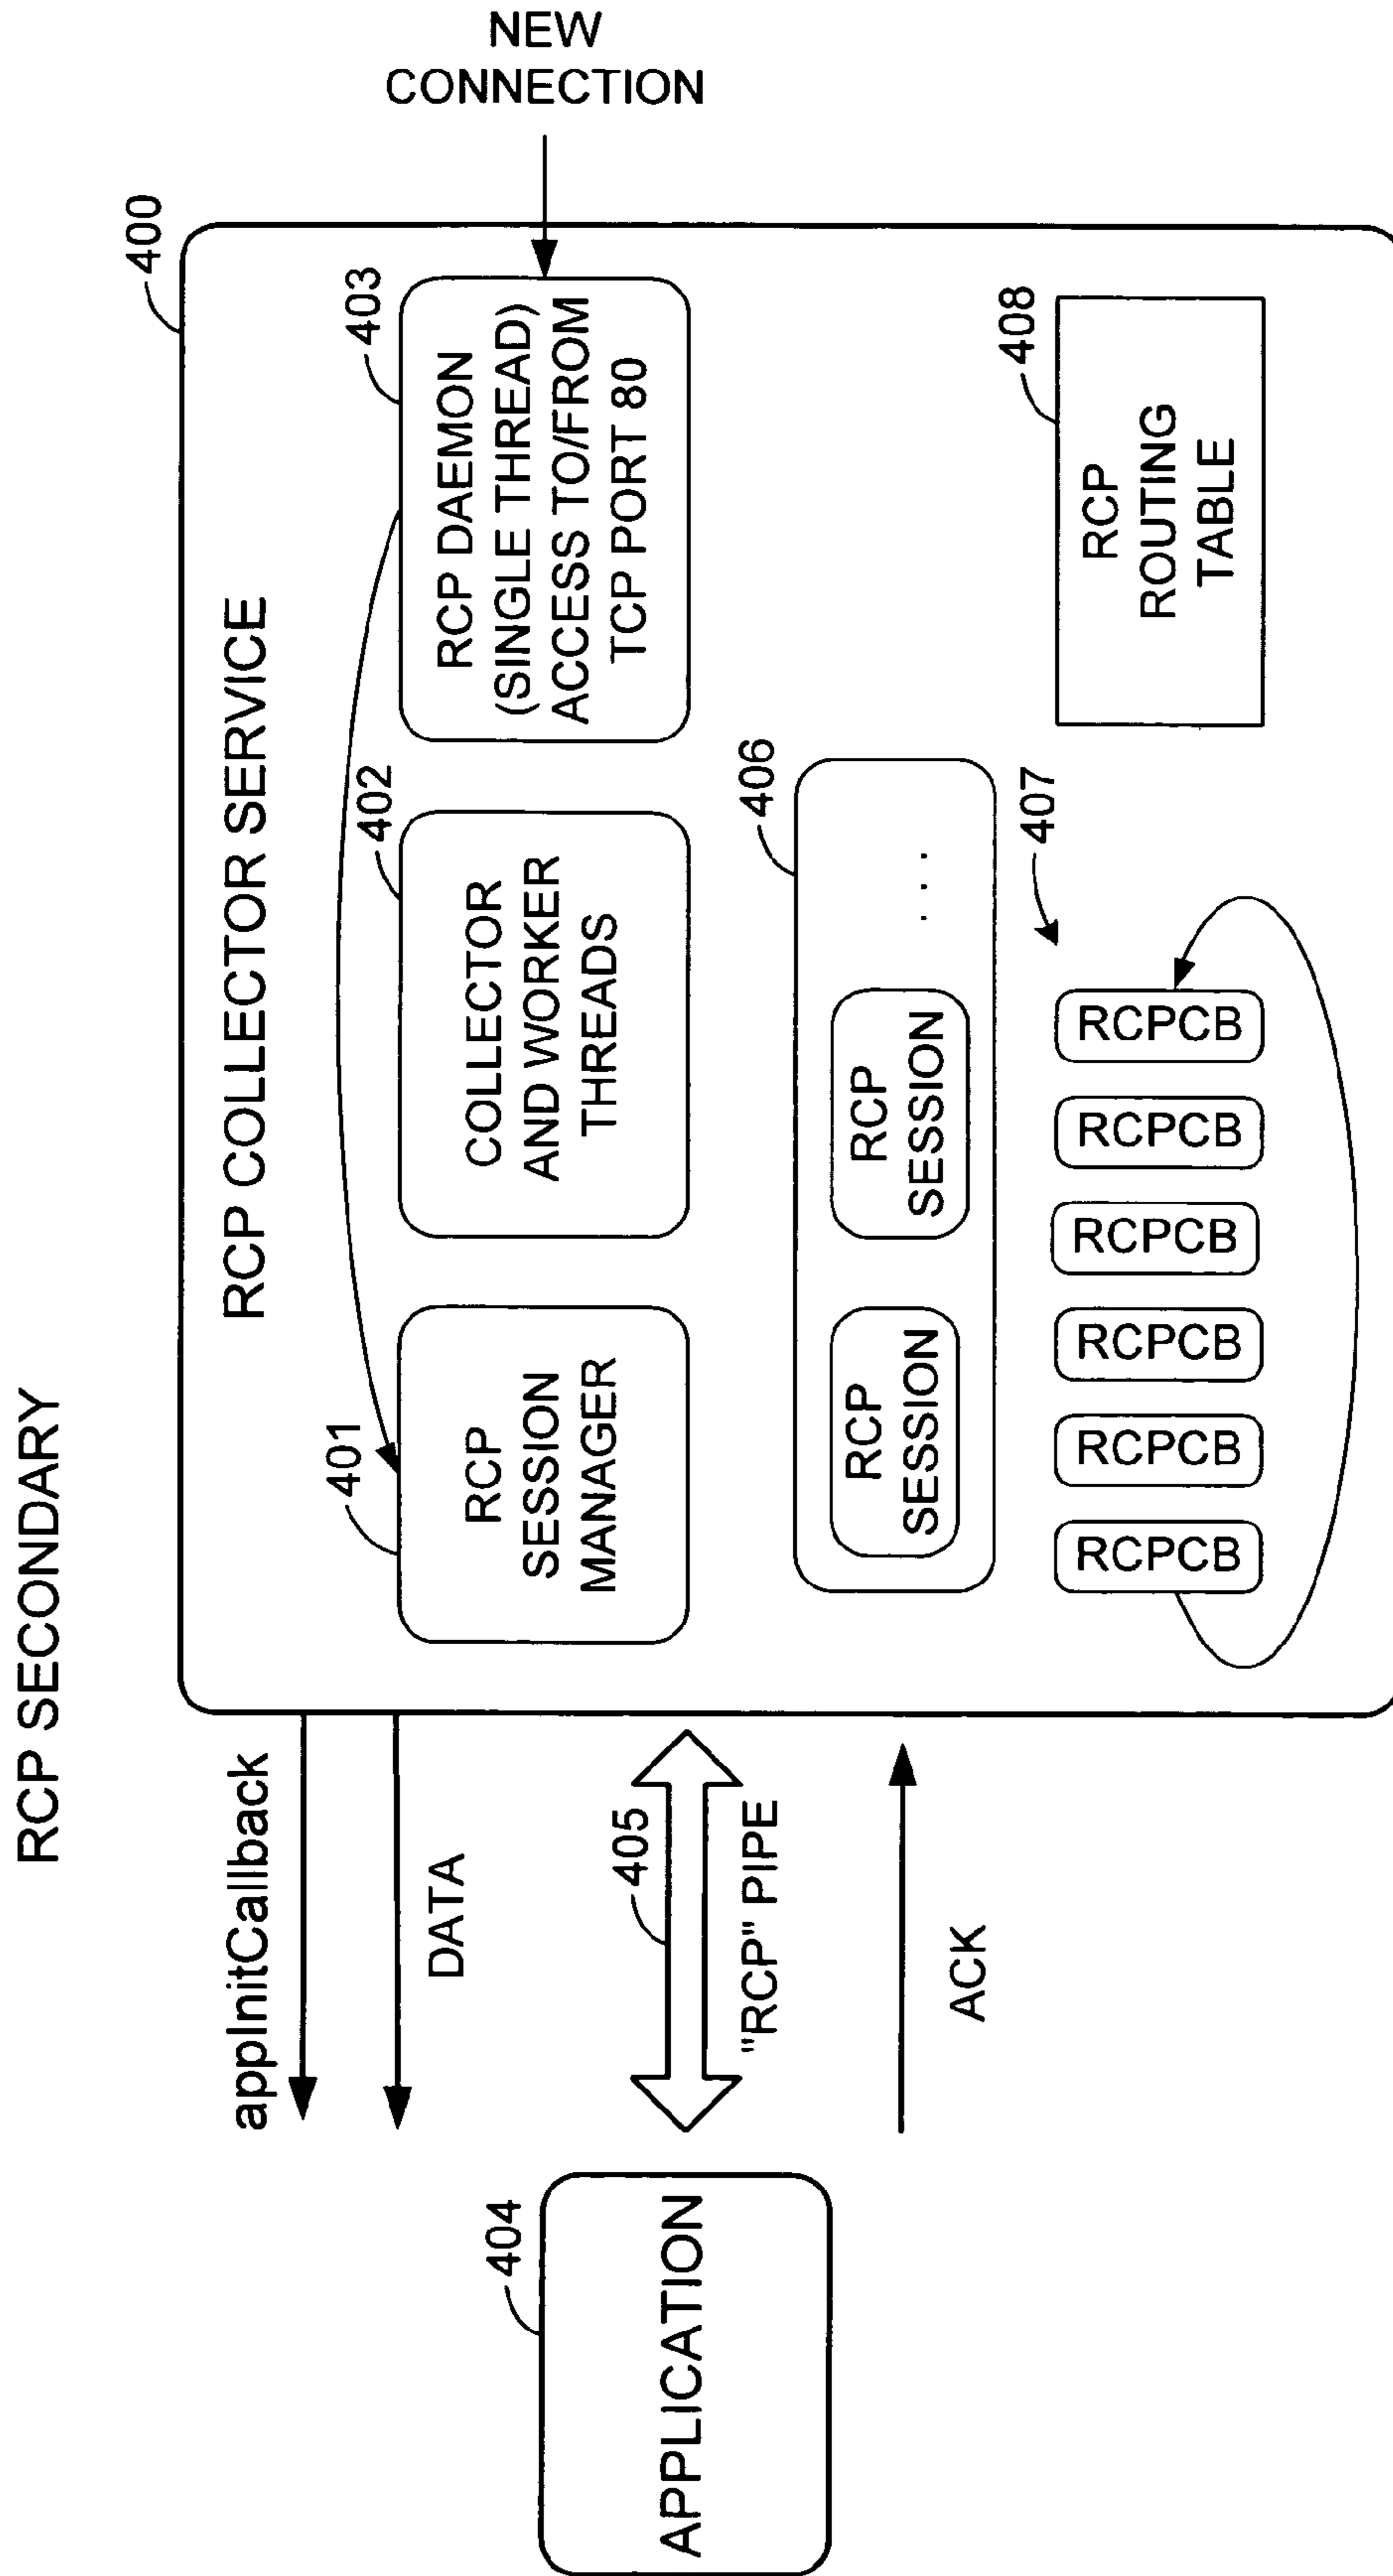 RCP SECONDARY
400
RCP COLLECTOR SERVICE
appInitCallback
DATA
401
RCP
SESSION
MANAGER
402
COLLECTOR
AND WORKER
THREADS
403
RCP DAEMON
(SINGLE THREAD)
ACCESS TO/FROM
TCP PORT 80
NEW
CONNECTION
404
APPLICATION
405
"RCP" PIPE
ACK
406
RCP
SESSION
RCP
SESSION
. . .
407
RCPCB
RCPCB
RCPCB
RCPCB
RCPCB
RCPCB
408
RCP
ROUTING
TABLE